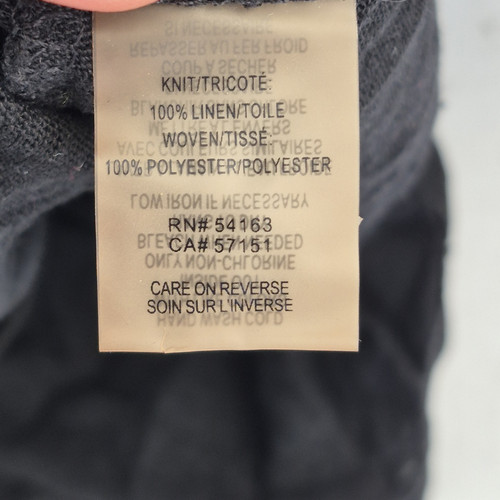 KNIT/TRICOTÉ:
100% LINEN/TOILE
WOVEN/TISSÉ:
100% POLYESTER/POLYESTER
RN# 54163
CA# 57151
CARE ON REVERSE
SOIN SUR L'INVERSE